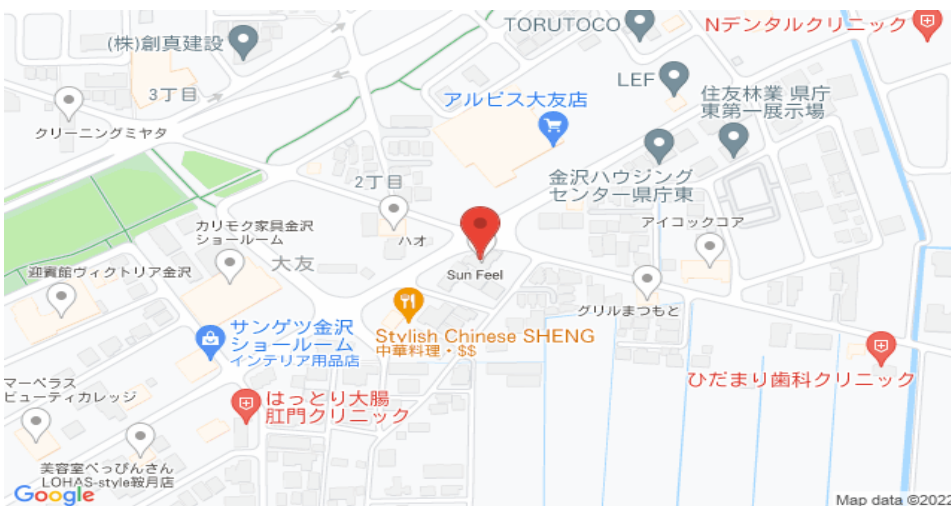 TORUTOCO
Nデンタルクリニック
(株)創真建設
LEF
3丁目
アルビス大友店
住友林業 県庁
東第一展示場
クリーニングミヤタ
金沢ハウジング
センター県庁東
2丁目
カリモク家具金沢
ショールーム
ハオ
アイコックコア
大友
迎賓館ヴィクトリア金沢
Sun Feel
グリルまつもと
サンゲツ金沢
ショールーム
インテリア用品店
Stylish Chinese SHENG
中華料理・$$
ひだまり歯科クリニック
マーベラス
ビューティカレッジ
はっとり大腸
肛門クリニック
美容室べっぴんさん
LOHAS-style鞍月店
Google
Map data ©2022